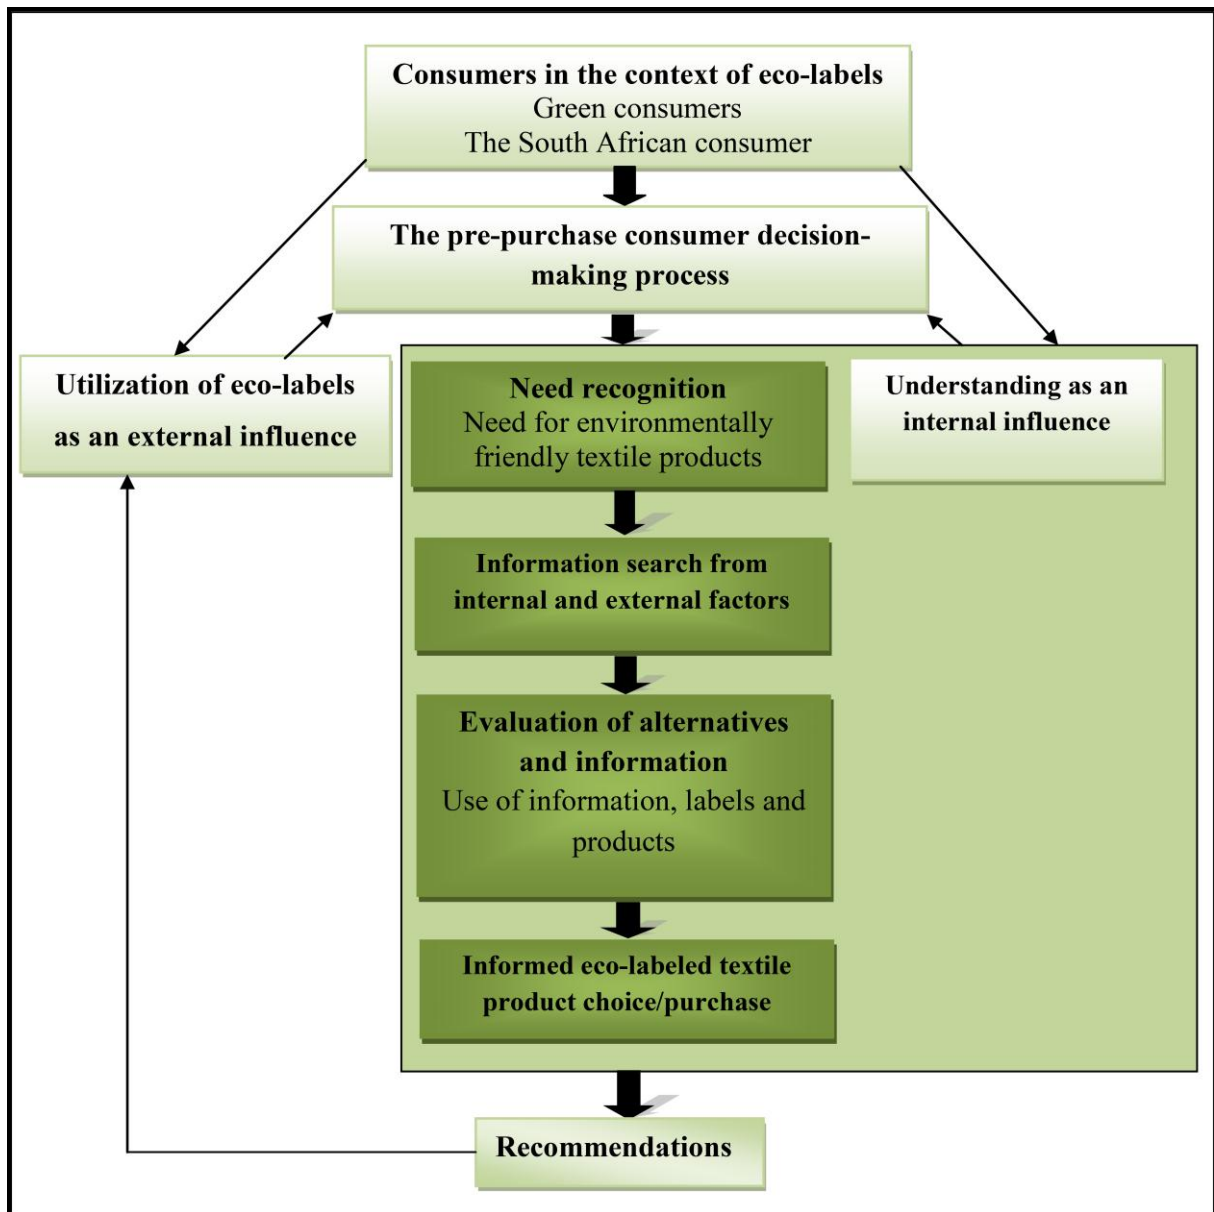 Consumers in the context of eco-labels
Green consumers
The South African consumer
The pre-purchase consumer decision-
making process
Utilization of eco-labels
as an external influence
Need recognition
Need for environmentally
friendly textile products
Understanding as an
internal influence
Information search from
internal and external factors
Evaluation of alternatives
and information
Use of information, labels and
products
Informed eco-labeled textile
product choice/purchase
Recommendations